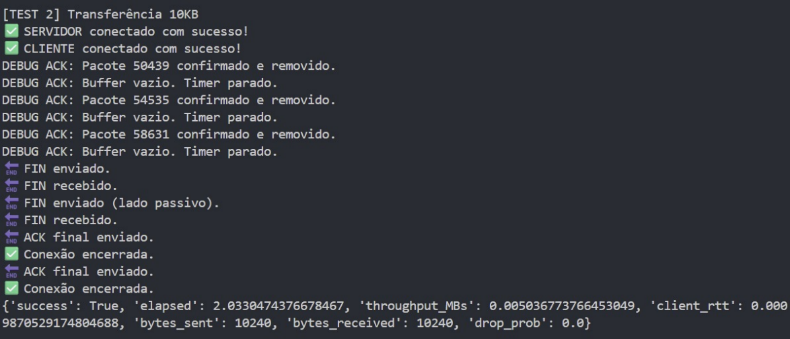 [TEST 2] Transferência 10KB
✅ SERVIDOR conectado com sucesso!
✅ CLIENTE conectado com sucesso!
DEBUG ACK: Pacote 50439 confirmado e removido.
DEBUG ACK: Buffer vazio. Timer parado.
DEBUG ACK: Pacote 54535 confirmado e removido.
DEBUG ACK: Buffer vazio. Timer parado.
DEBUG ACK: Pacote 58631 confirmado e removido.
DEBUG ACK: Buffer vazio. Timer parado.
🔚 FIN enviado.
🔚 FIN recebido.
🔚 FIN enviado (lado passivo).
🔚 FIN recebido.
🔚 ACK final enviado.
✅ Conexão encerrada.
🔚 ACK final enviado.
✅ Conexão encerrada.
{'success': True, 'elapsed': 2.0330474376678467, 'throughput_MBs': 0.005036773766453049, 'client_rtt': 0.000
9870529174804688, 'bytes_sent': 10240, 'bytes_received': 10240, 'drop_prob': 0.0}